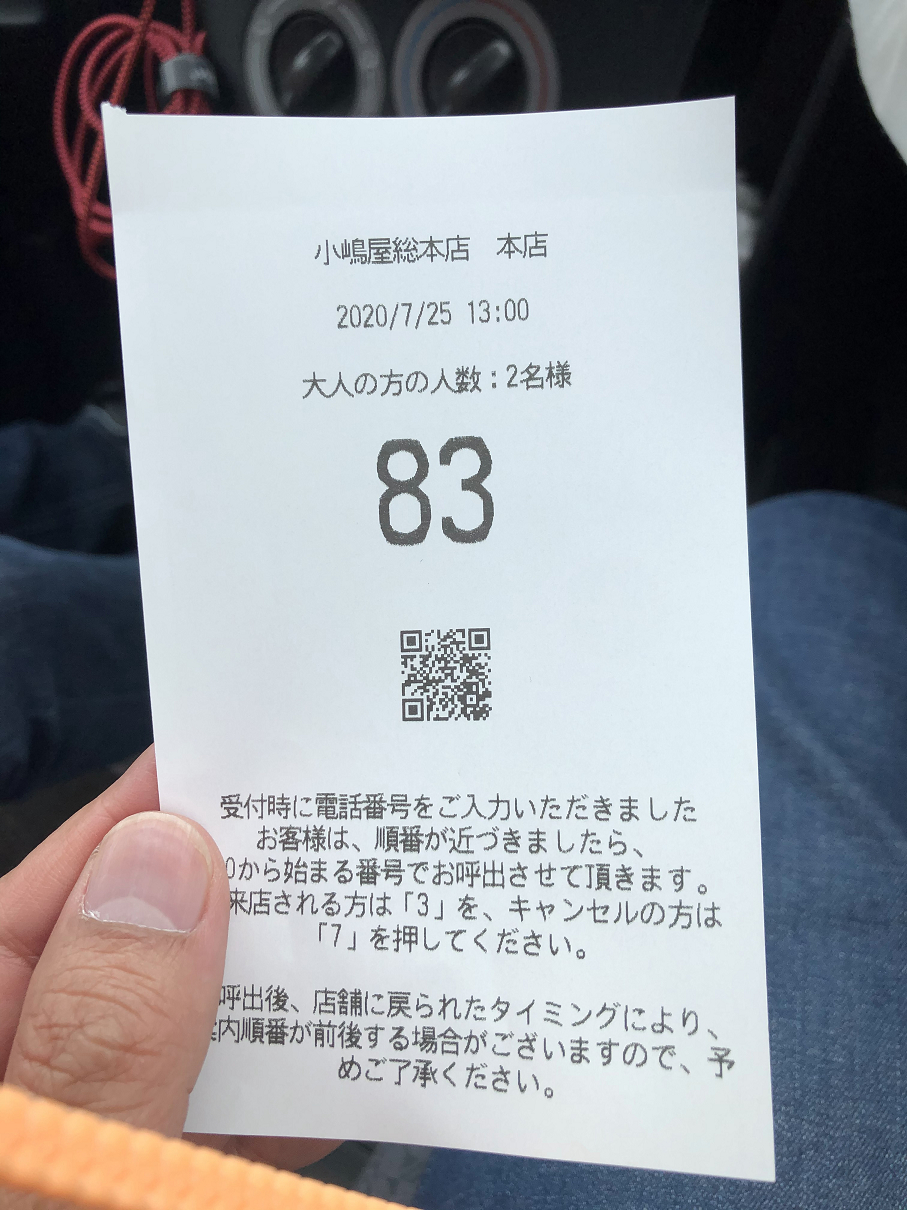 小嶋屋総本店　本店
2020/7/25 13:00
大人の方の人数：2名様
83
受付時に電話番号をご入力いただきました
お客様は、順番が近づきましたら、
0から始まる番号でお呼出させて頂きます。
来店される方は「3」を、キャンセルの方は
「7」を押してください。
呼出後、店舗に戻られたタイミングにより、
内順番が前後する場合がございますので、予
めご了承ください。